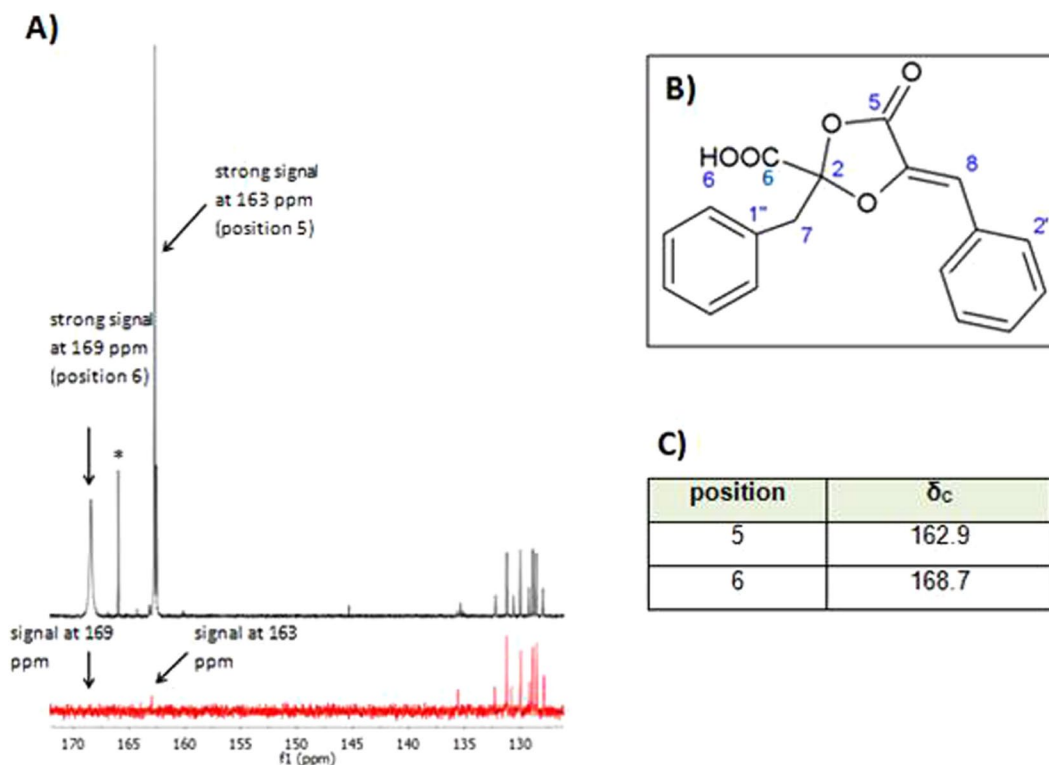 A)
strong signal
at 163 ppm
(position 5)
strong signal
at 169 ppm
(position 6)
*
signal at 169
ppm
signal at 163
ppm
170 165 160 155 150 145 140 135 130
f1 (ppm)
B)
O
5
O
HOOC
6
2
8
6
O
1"
7
2'
C)
position δC
5 162.9
6 168.7